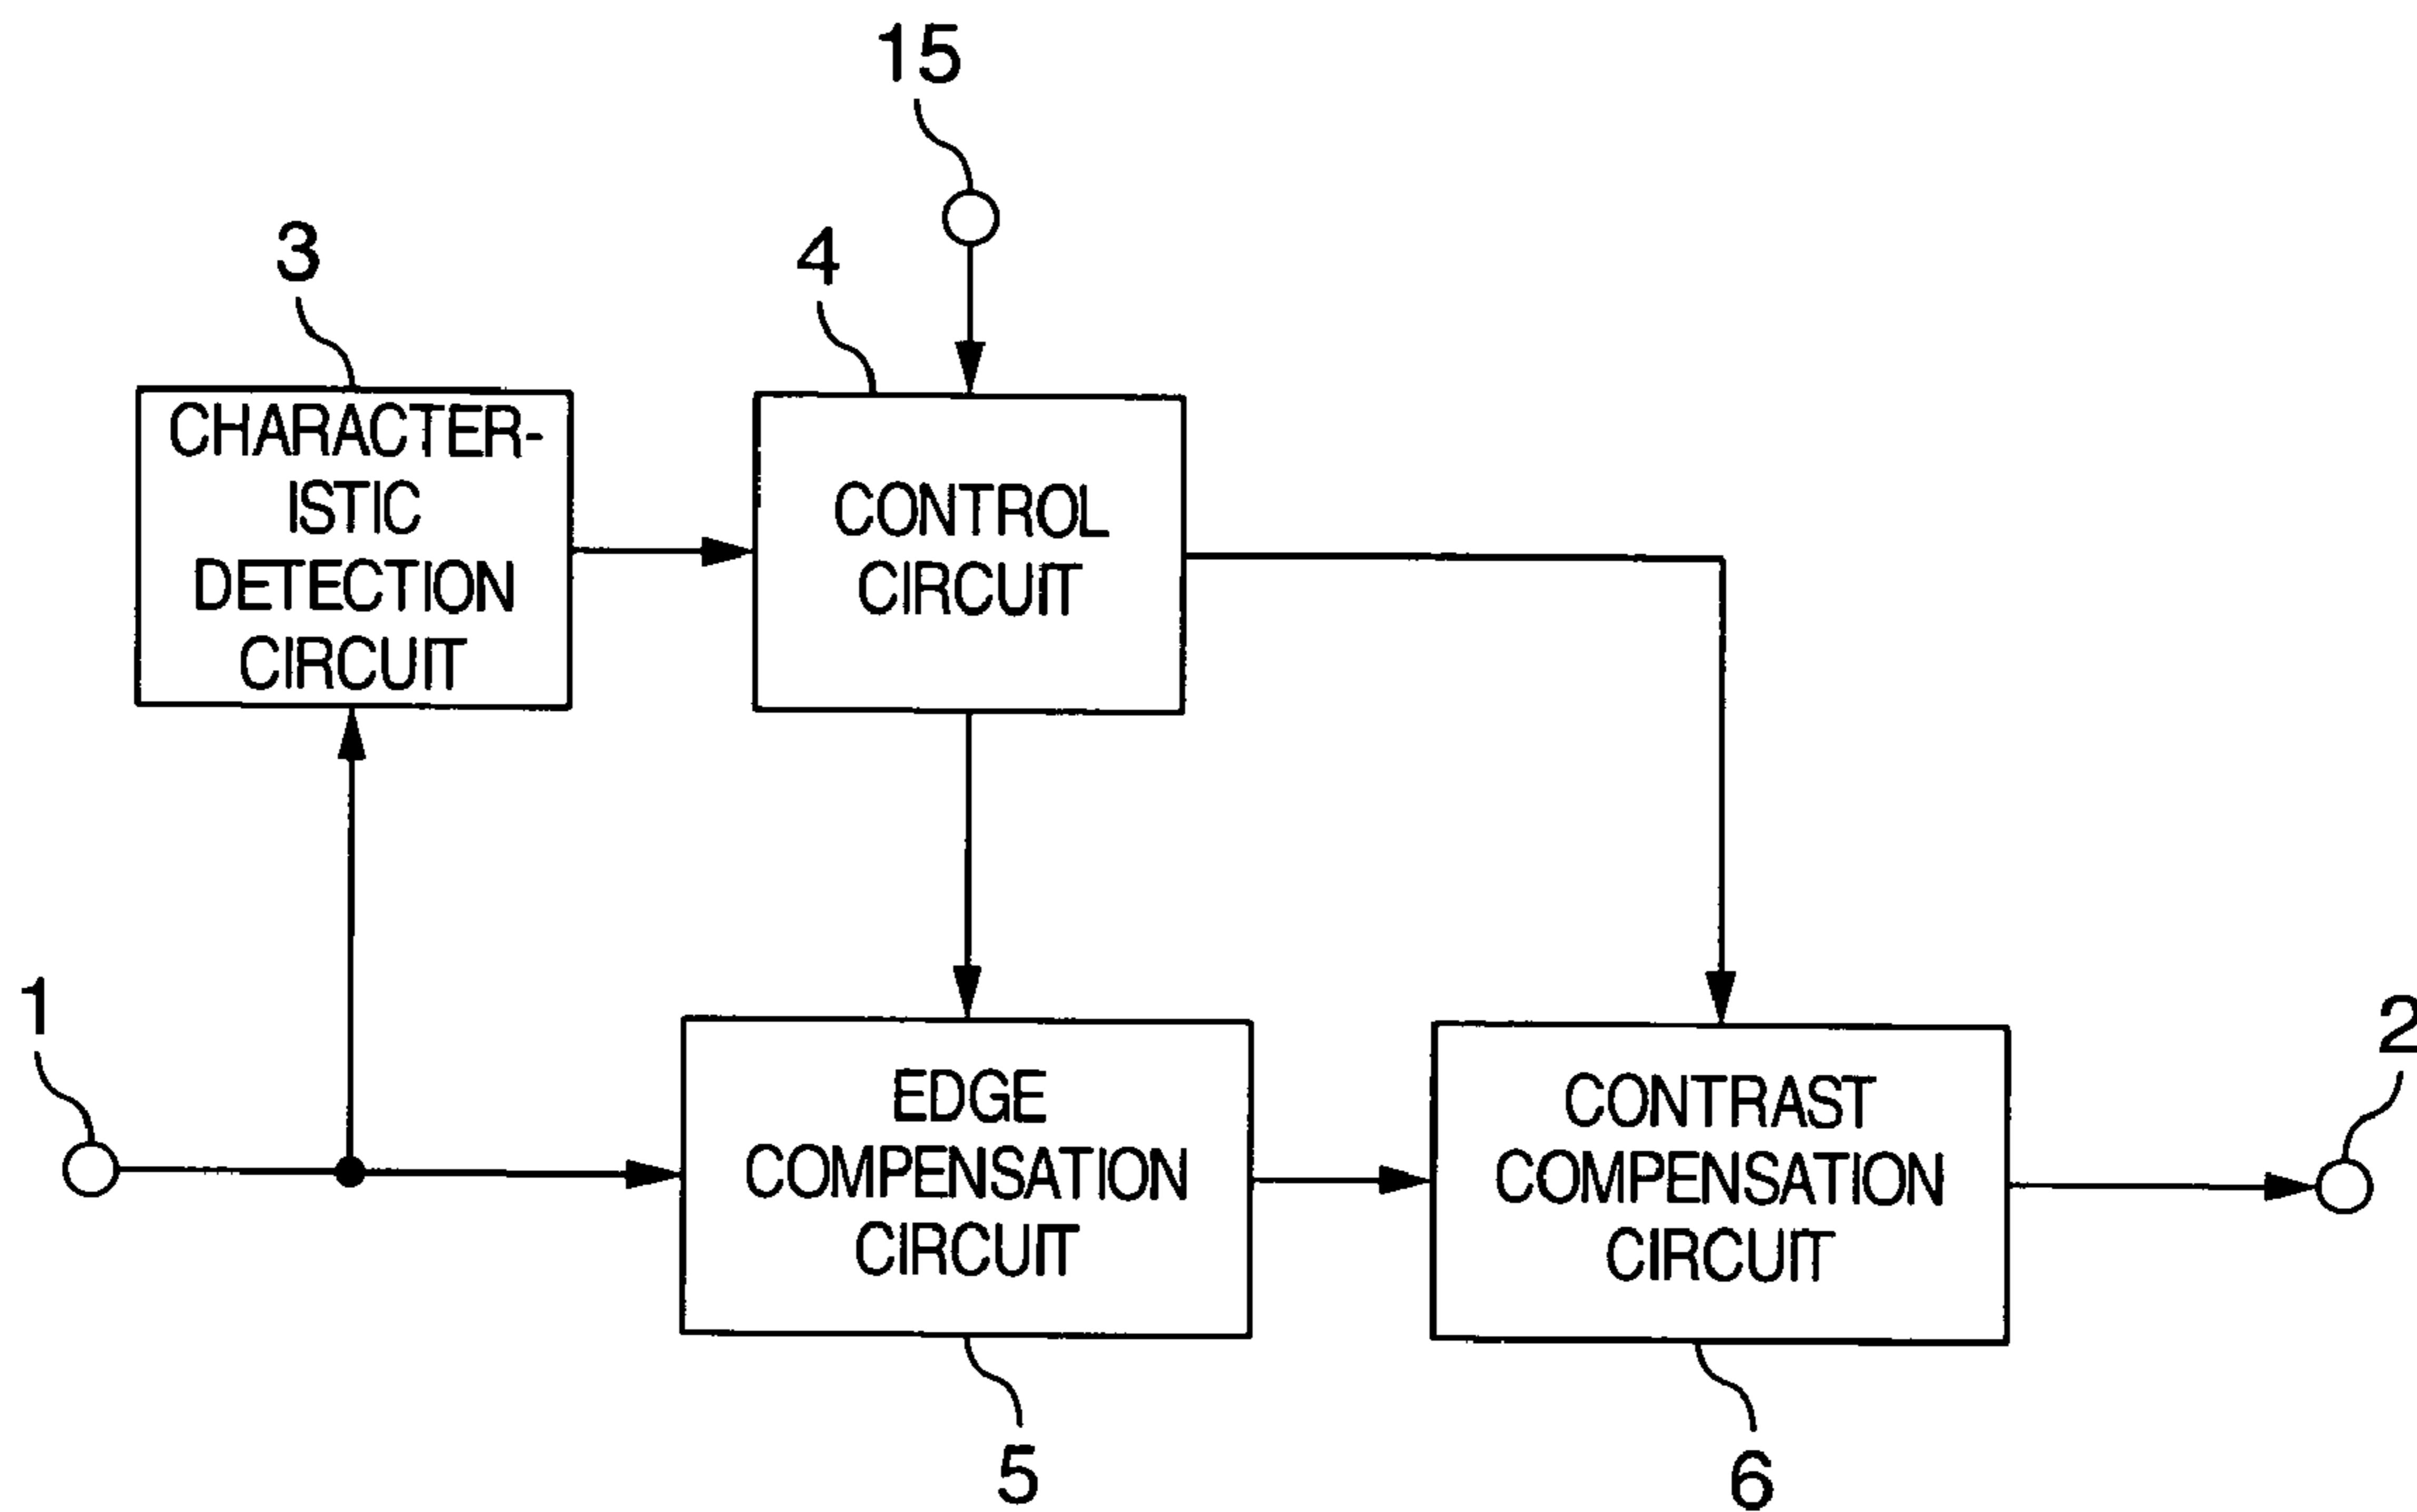 15
3
4
CHARACTER-
ISTIC
DETECTION
CIRCUIT
CONTROL
CIRCUIT
1
2
EDGE
COMPENSATION
CIRCUIT
CONTRAST
COMPENSATION
CIRCUIT
5
6